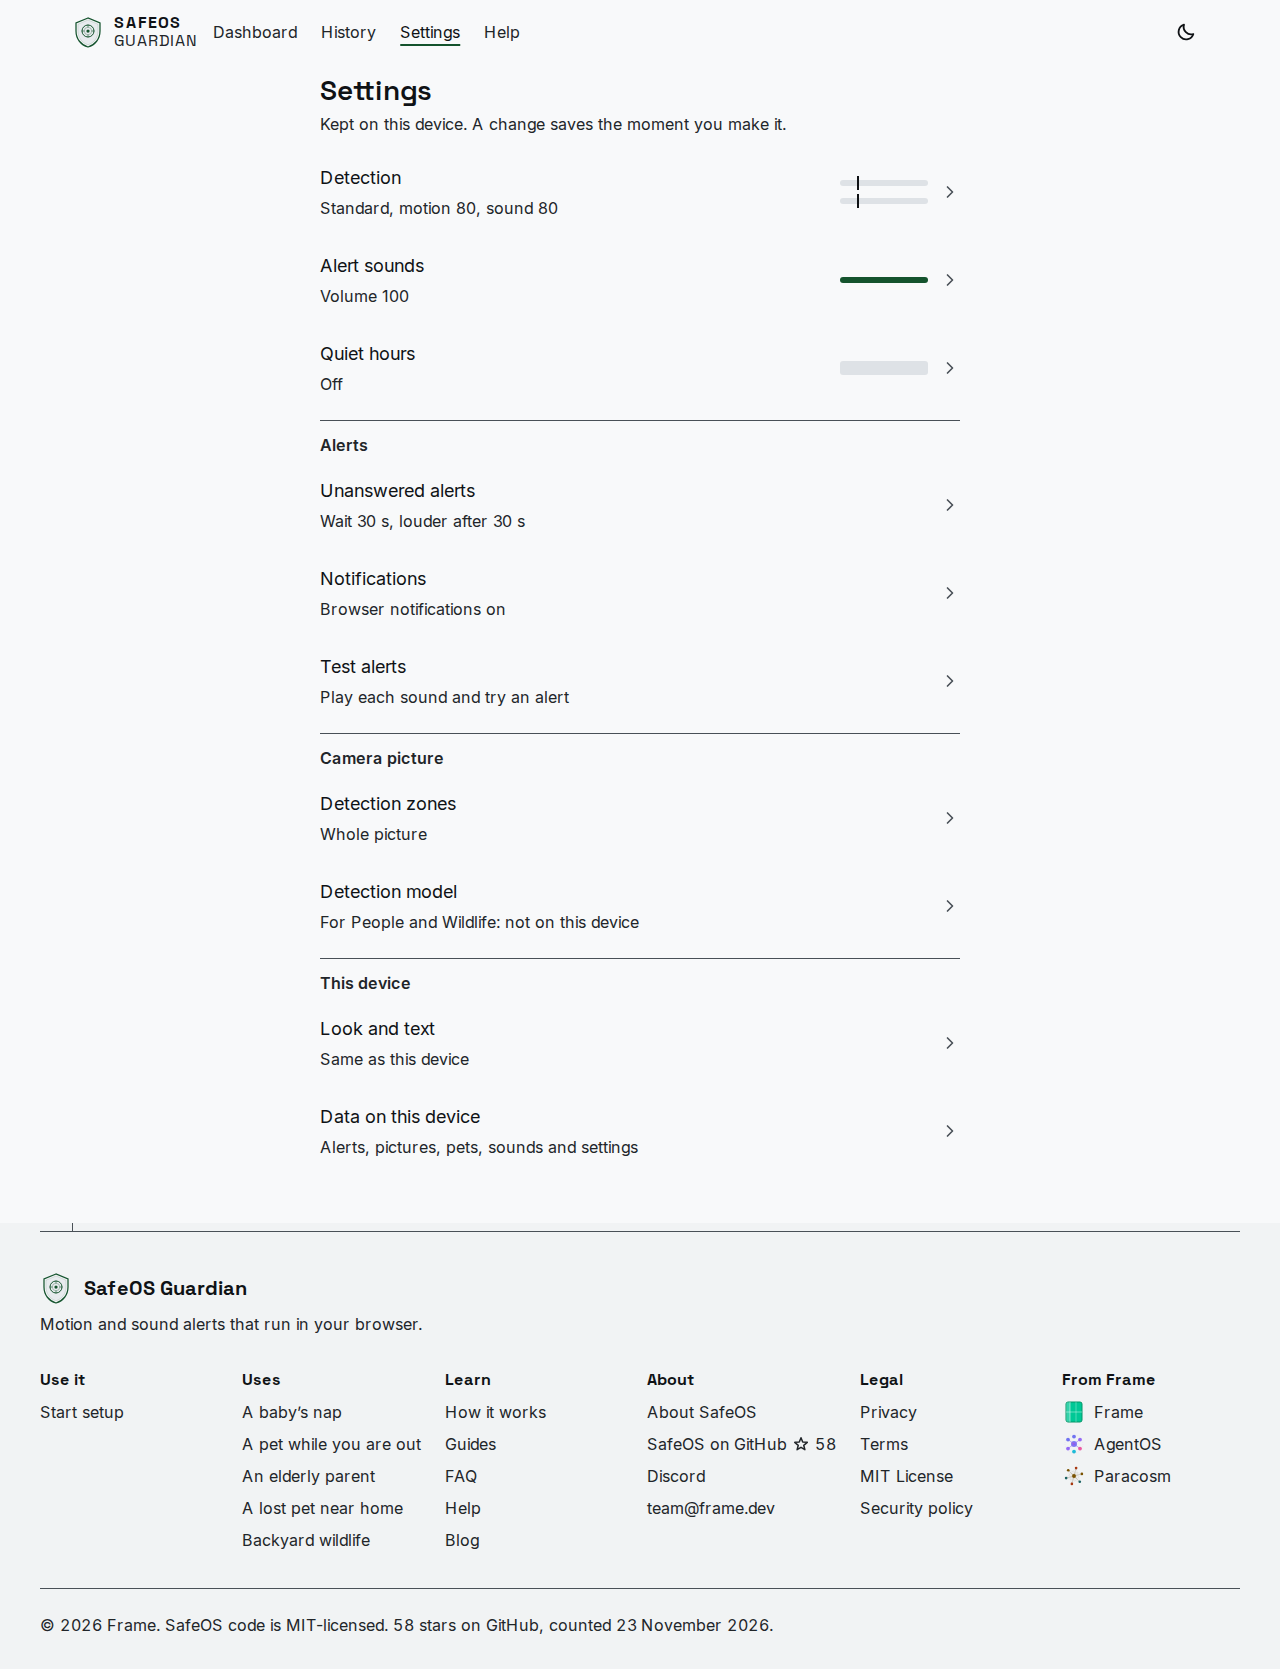 SAFEOS
GUARDIAN
Dashboard
History
Settings
Help
Settings
Kept on this device. A change saves the moment you make it.
Detection
Standard, motion 80, sound 80
Alert sounds
Volume 100
Quiet hours
Off
Alerts
Unanswered alerts
Wait 30 s, louder after 30 s
Notifications
Browser notifications on
Test alerts
Play each sound and try an alert
Camera picture
Detection zones
Whole picture
Detection model
For People and Wildlife: not on this device
This device
Look and text
Same as this device
Data on this device
Alerts, pictures, pets, sounds and settings
SafeOS Guardian
Motion and sound alerts that run in your browser.
Use it
Start setup
Uses
A baby’s nap
A pet while you are out
An elderly parent
A lost pet near home
Backyard wildlife
Learn
How it works
Guides
FAQ
Help
Blog
About
About SafeOS
SafeOS on GitHub ☆ 58
Discord
team@frame.dev
Legal
Privacy
Terms
MIT License
Security policy
From Frame
Frame
AgentOS
Paracosm
© 2026 Frame. SafeOS code is MIT-licensed. 58 stars on GitHub, counted 23 November 2026.